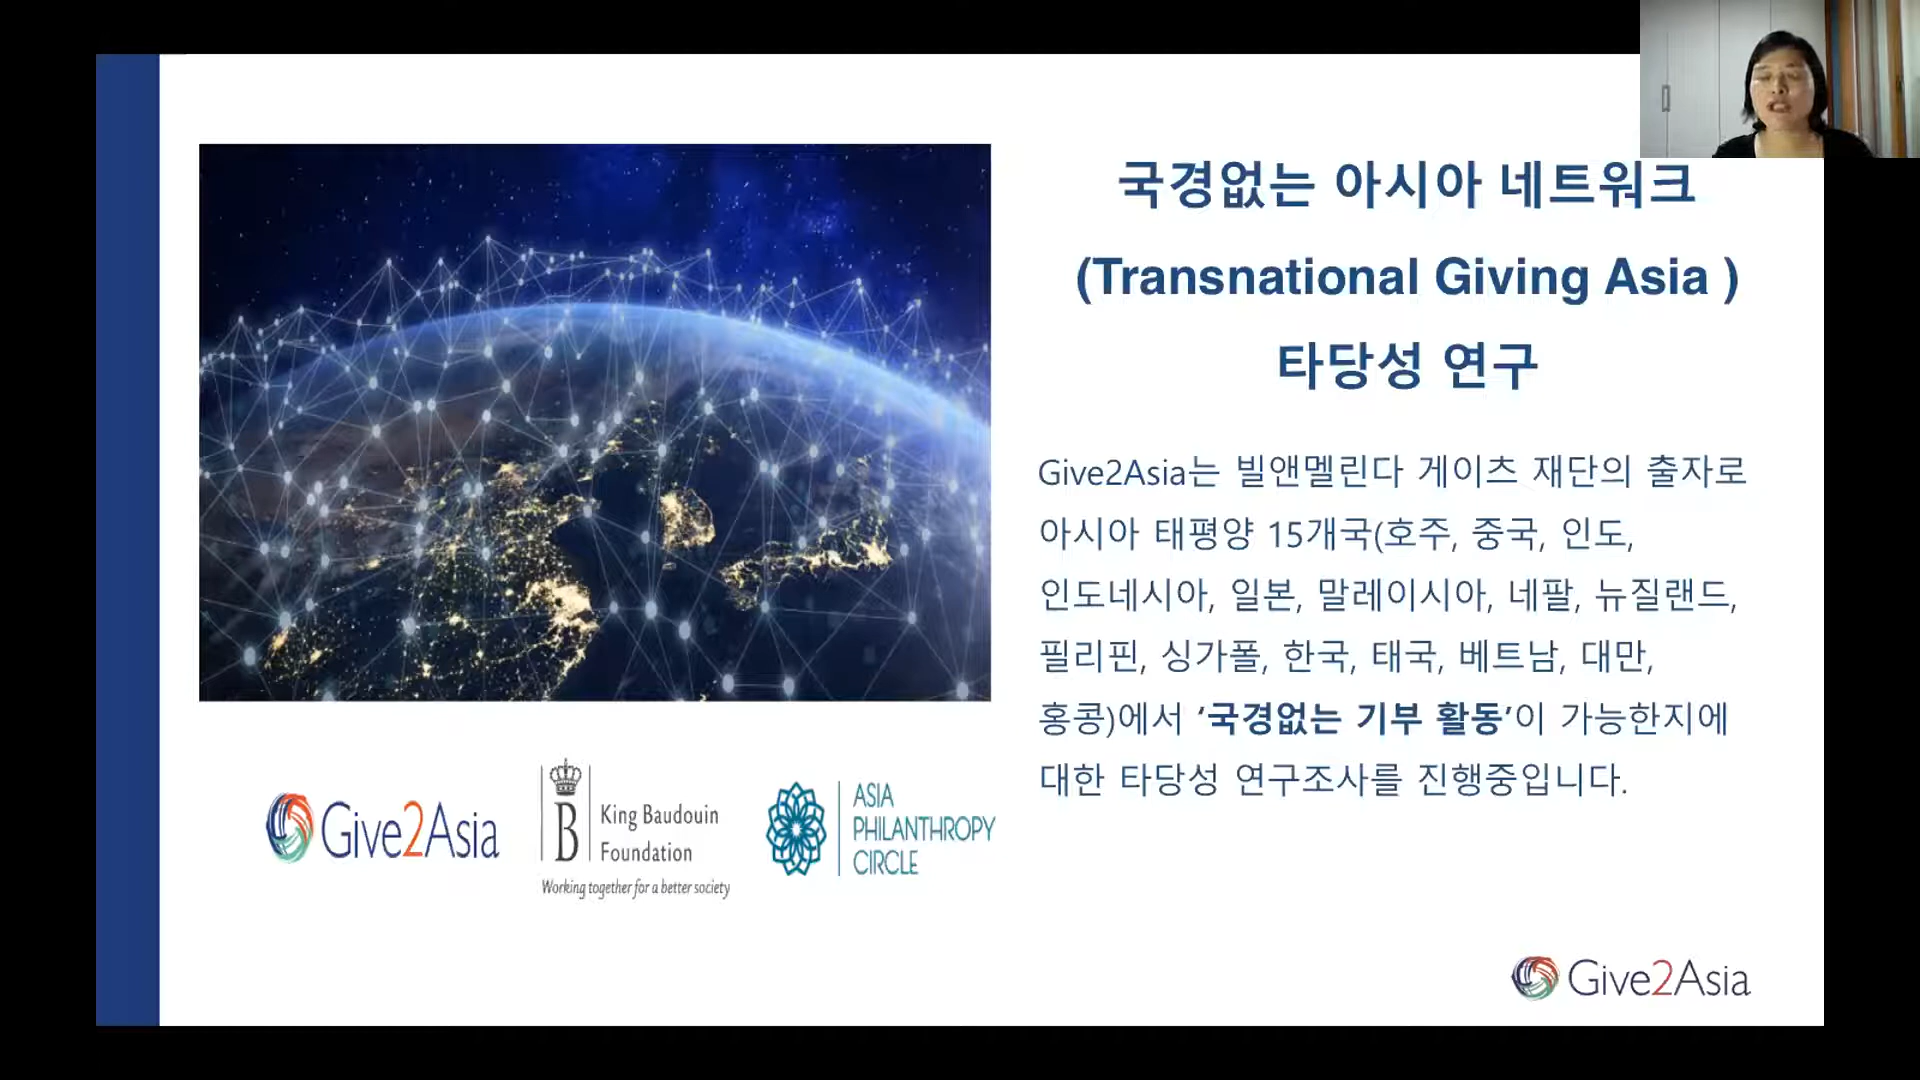 국경없는 아시아 네트워크
(Transnational Giving Asia )
타당성 연구
Give2Asia는 빌앤멜린다 게이츠 재단의 출자로
아시아 태평양 15개국(호주, 중국, 인도,
인도네시아, 일본, 말레이시아, 네팔, 뉴질랜드,
필리핀, 싱가폴, 한국, 태국, 베트남, 대만,
홍콩)에서 ‘국경없는 기부 활동’이 가능한지에
대한 타당성 연구조사를 진행중입니다.
Give2Asia
B
King Baudouin
Foundation
Working together for a better society
ASIA
PHILANTHROPY
CIRCLE
Give2Asia